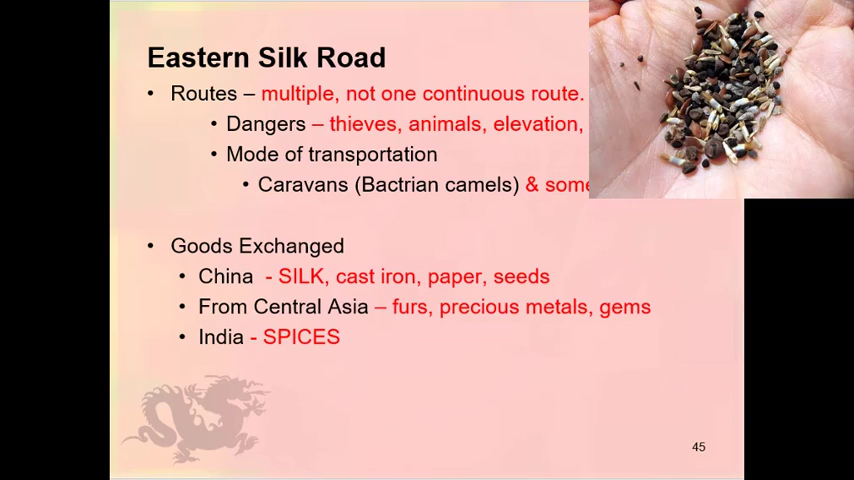 Eastern Silk Road
• Routes – multiple, not one continuous route.
• Dangers – thieves, animals, elevation,
• Mode of transportation
• Caravans (Bactrian camels) & some
• Goods Exchanged
• China - SILK, cast iron, paper, seeds
• From Central Asia – furs, precious metals, gems
• India - SPICES
45